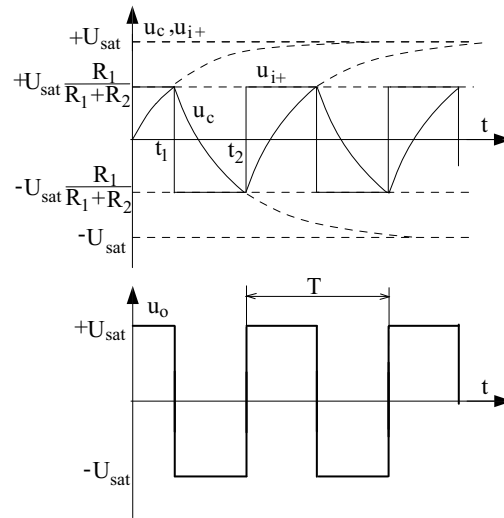 +U_sat u_c ,u_i+
+U_sat R_1/(R_1+R_2) u_i+
u_c
t
t_1 t_2
-U_sat R_1/(R_1+R_2)
-U_sat
u_o T
+U_sat
t
-U_sat